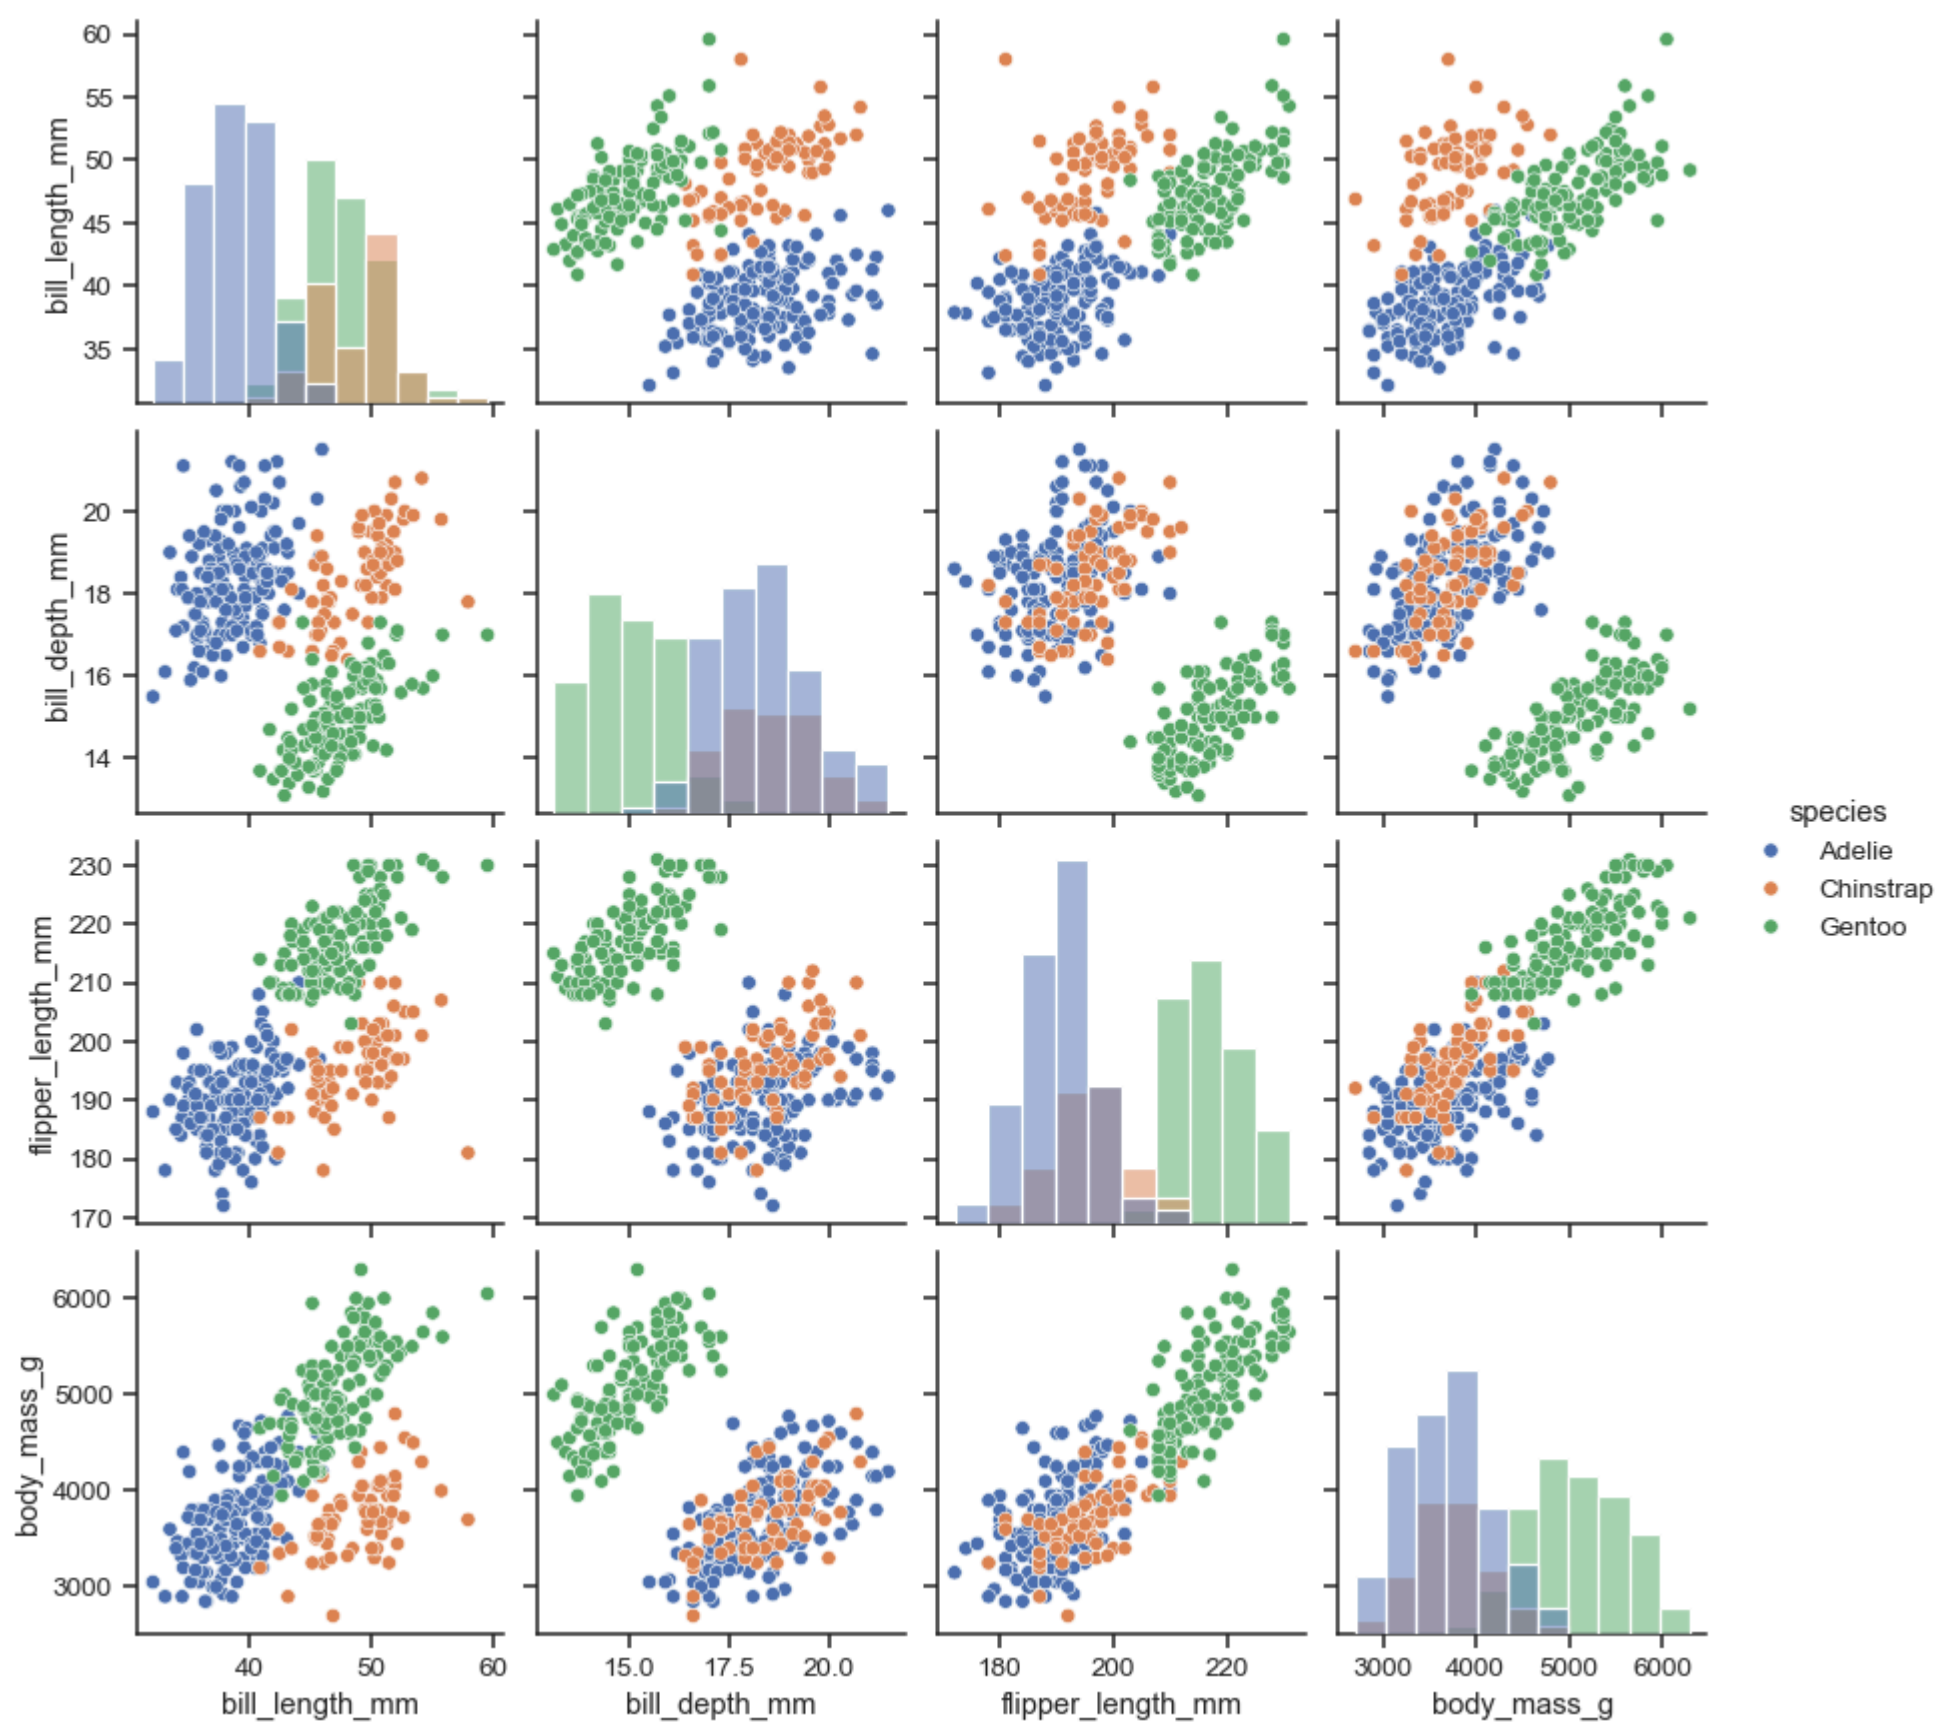 60
55
50
45
40
35
bill_length_mm
20
18
16
14
bill_depth_mm
species
Adelie
Chinstrap
Gentoo
230
220
210
200
190
180
170
flipper_length_mm
6000
5000
4000
3000
body_mass_g
40 50 60
15.0 17.5 20.0
180 200 220
3000 4000 5000 6000
bill_length_mm
bill_depth_mm
flipper_length_mm
body_mass_g